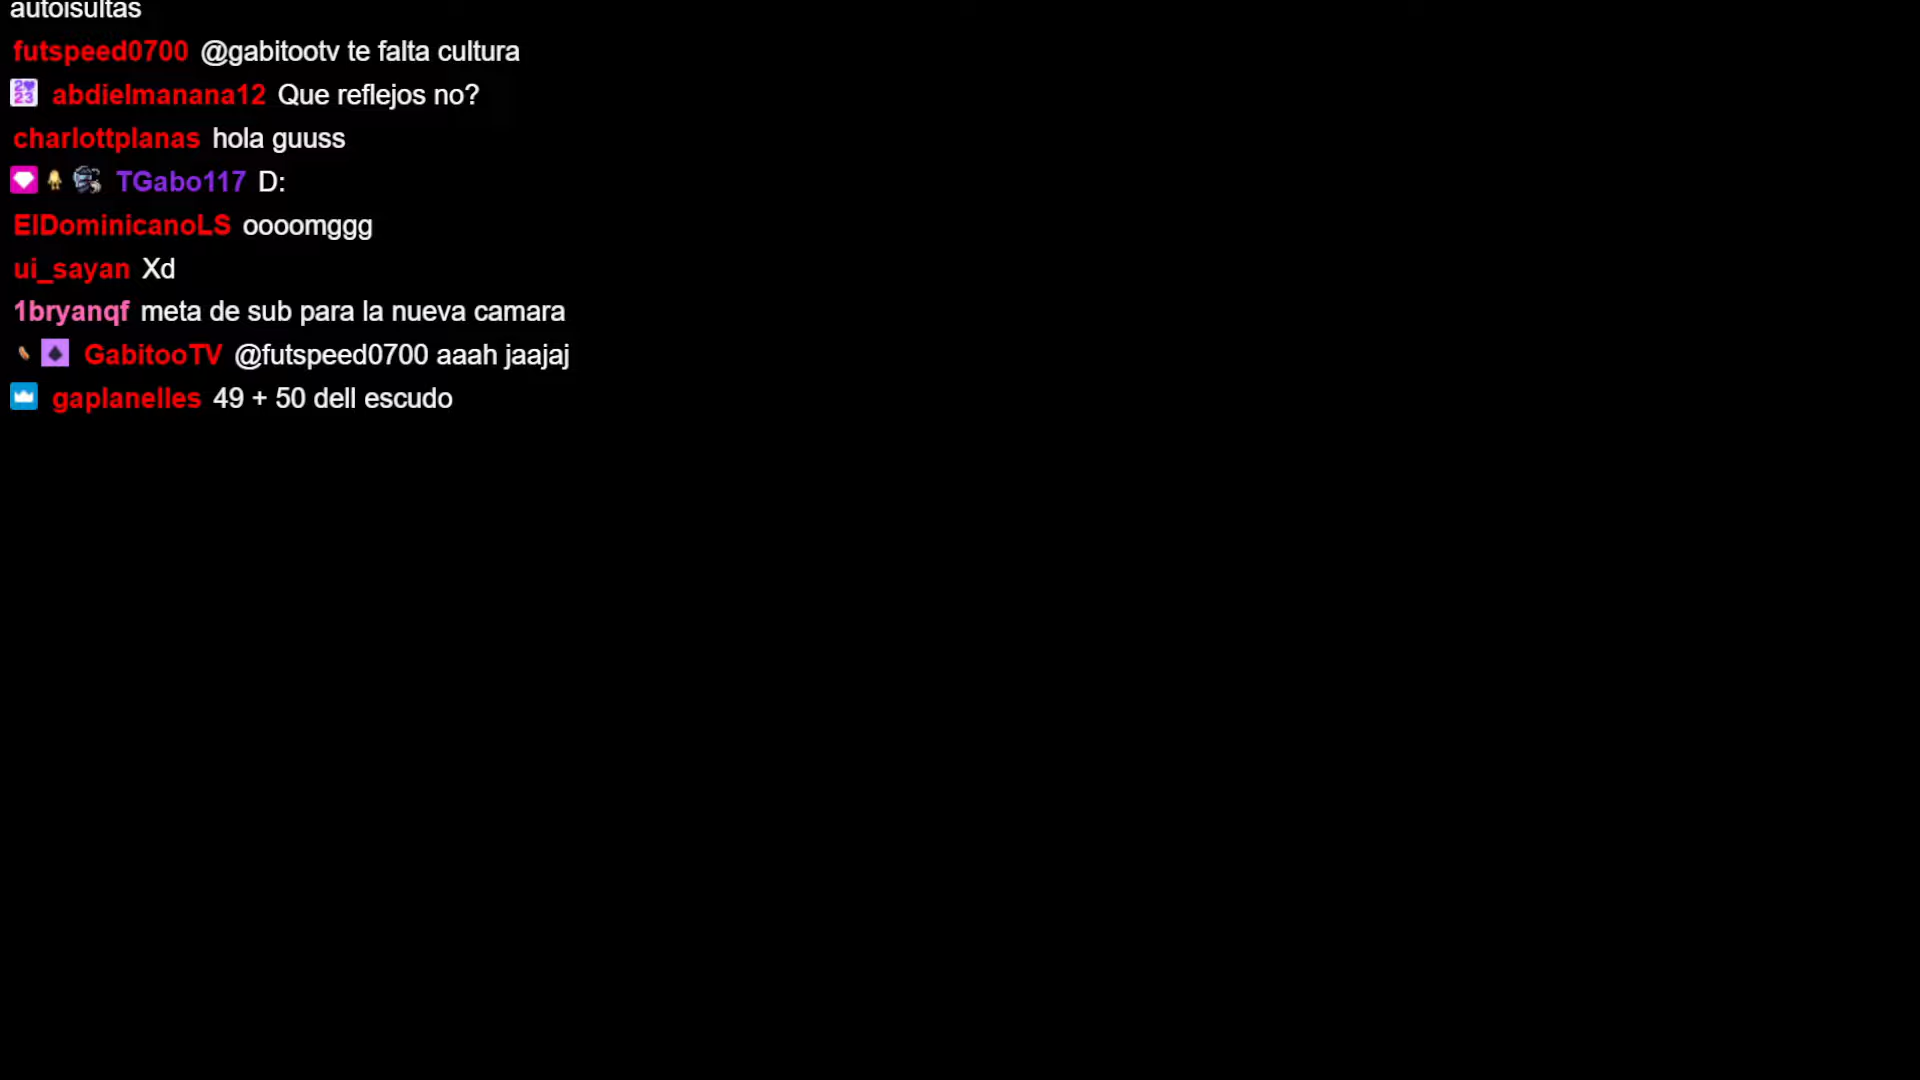 autoisultas
futspeed0700 @gabitootv te falta cultura
2023 abdielmanana12 Que reflejos no?
charlottplanas hola guuss
TGabo117 D:
ElDominicanoLS oooomggg
ui_sayan Xd
1bryanqf meta de sub para la nueva camara
GabitooTV @futspeed0700 aaah jaajaj
gaplanelles 49 + 50 dell escudo